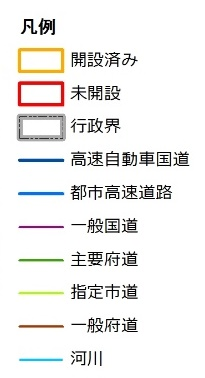 凡例
開設済み
未開設
行政界
高速自動車国道
都市高速道路
一般国道
主要府道
指定市道
一般府道
河川